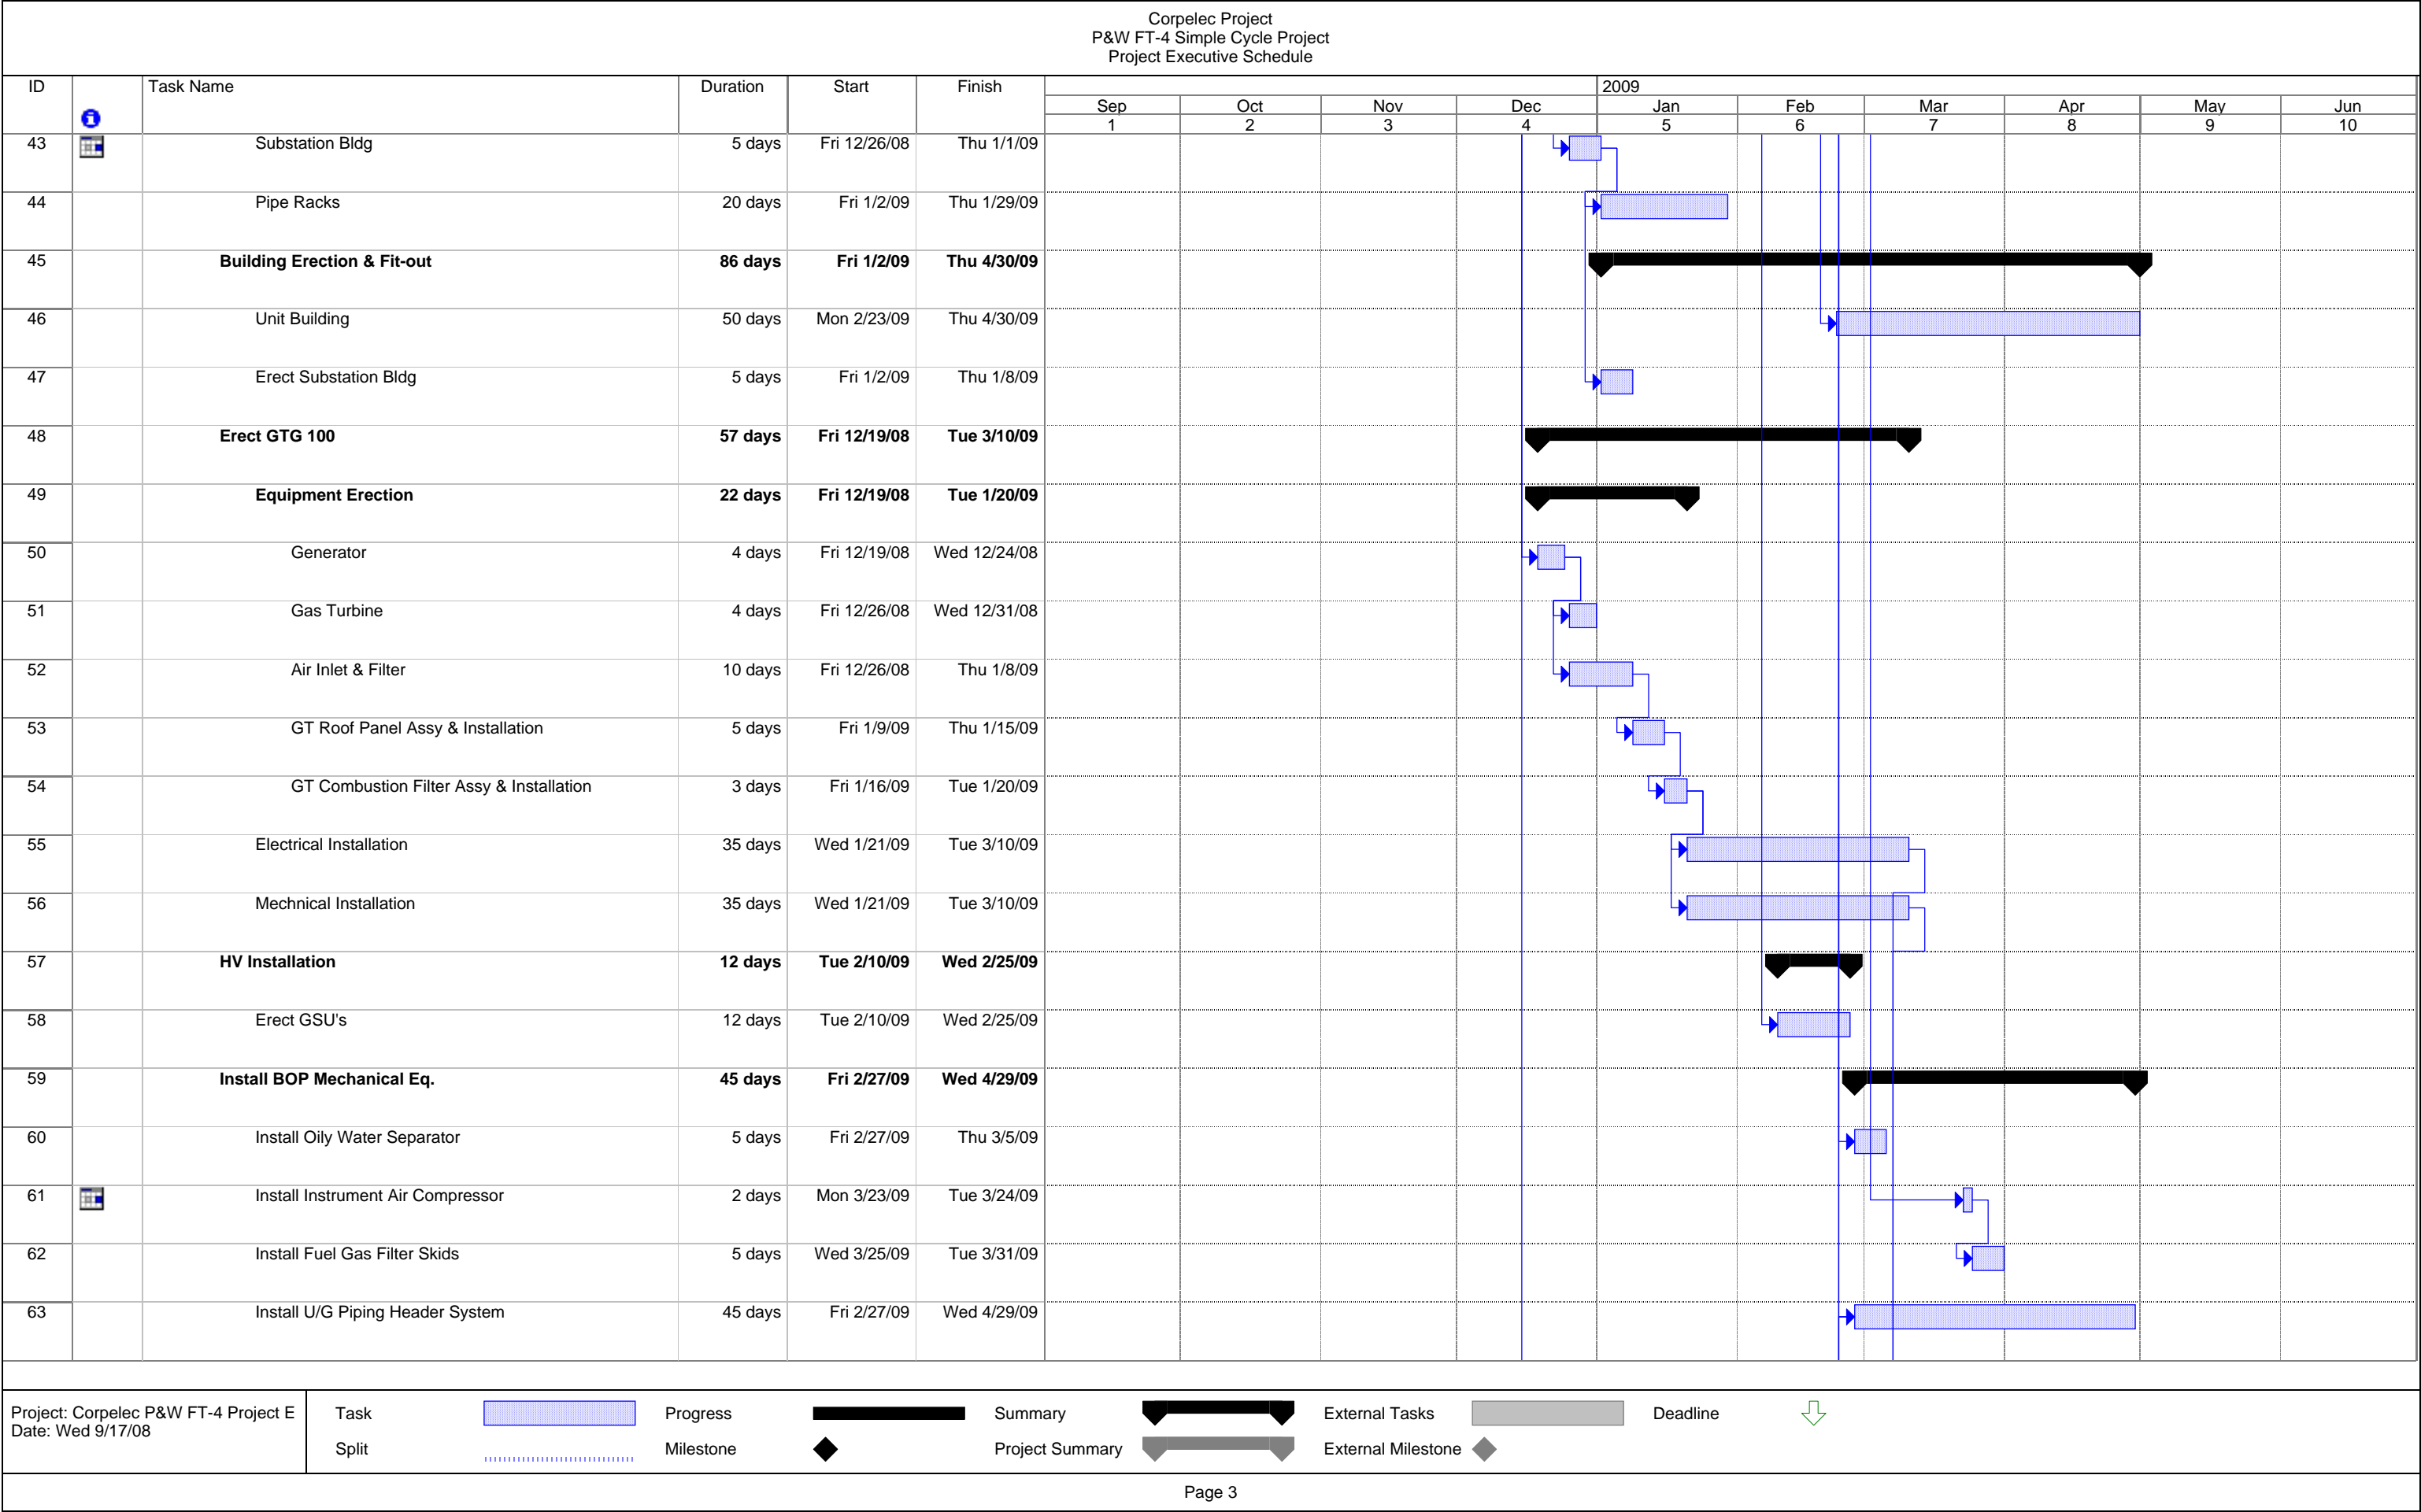 Corpelec Project
P&W FT-4 Simple Cycle Project
Project Executive Schedule
ID Task Name Duration Start Finish 2009
Sep Oct Nov Dec Jan Feb Mar Apr May Jun
1 2 3 4 5 6 7 8 9 10
43 Substation Bldg 5 days Fri 12/26/08 Thu 1/1/09
44 Pipe Racks 20 days Fri 1/2/09 Thu 1/29/09
45 Building Erection & Fit-out 86 days Fri 1/2/09 Thu 4/30/09
46 Unit Building 50 days Mon 2/23/09 Thu 4/30/09
47 Erect Substation Bldg 5 days Fri 1/2/09 Thu 1/8/09
48 Erect GTG 100 57 days Fri 12/19/08 Tue 3/10/09
49 Equipment Erection 22 days Fri 12/19/08 Tue 1/20/09
50 Generator 4 days Fri 12/19/08 Wed 12/24/08
51 Gas Turbine 4 days Fri 12/26/08 Wed 12/31/08
52 Air Inlet & Filter 10 days Fri 12/26/08 Thu 1/8/09
53 GT Roof Panel Assy & Installation 5 days Fri 1/9/09 Thu 1/15/09
54 GT Combustion Filter Assy & Installation 3 days Fri 1/16/09 Tue 1/20/09
55 Electrical Installation 35 days Wed 1/21/09 Tue 3/10/09
56 Mechnical Installation 35 days Wed 1/21/09 Tue 3/10/09
57 HV Installation 12 days Tue 2/10/09 Wed 2/25/09
58 Erect GSU's 12 days Tue 2/10/09 Wed 2/25/09
59 Install BOP Mechanical Eq. 45 days Fri 2/27/09 Wed 4/29/09
60 Install Oily Water Separator 5 days Fri 2/27/09 Thu 3/5/09
61 Install Instrument Air Compressor 2 days Mon 3/23/09 Tue 3/24/09
62 Install Fuel Gas Filter Skids 5 days Wed 3/25/09 Tue 3/31/09
63 Install U/G Piping Header System 45 days Fri 2/27/09 Wed 4/29/09
Project: Corpelec P&W FT-4 Project E
Date: Wed 9/17/08
Task Progress Summary External Tasks Deadline
Split Milestone Project Summary External Milestone
Page 3